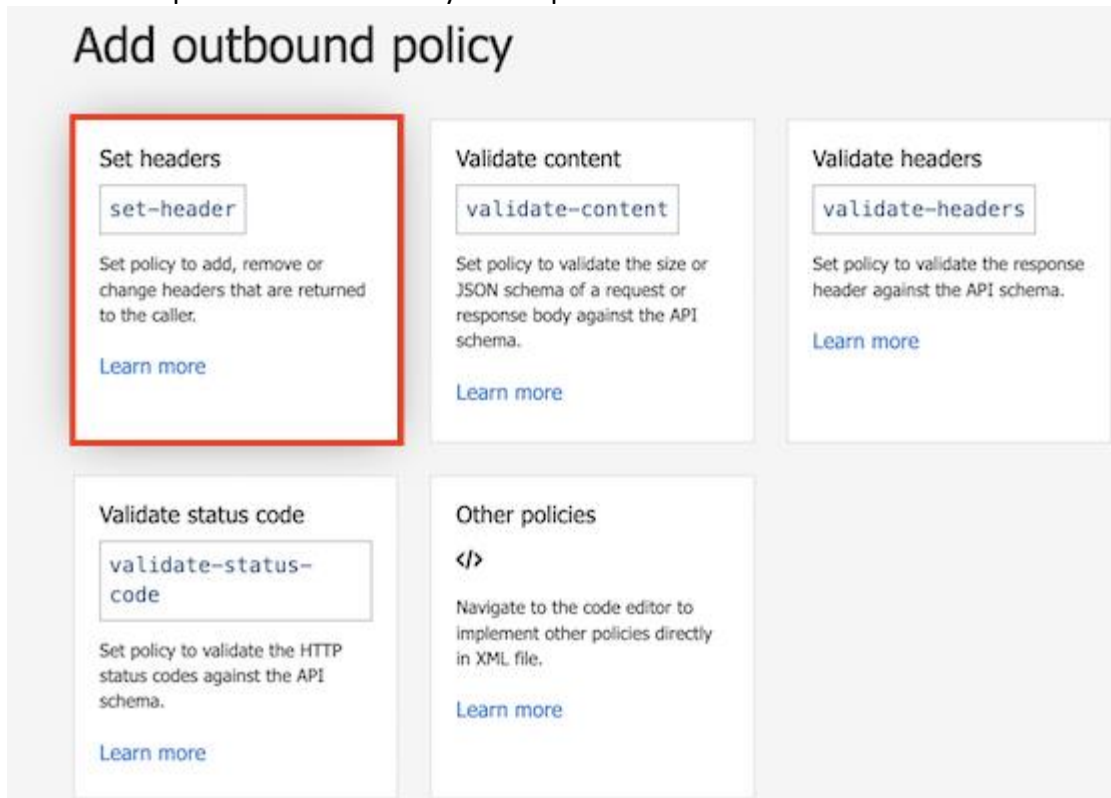 Add outbound policy
Set headers
set-header
Set policy to add, remove or
change headers that are returned
to the caller.
Learn more
Validate content
validate-content
Set policy to validate the size or
JSON schema of a request or
response body against the API
schema.
Learn more
Validate headers
validate-headers
Set policy to validate the response
header against the API schema.
Learn more
Validate status code
validate-status-
code
Set policy to validate the HTTP
status codes against the API
schema.
Learn more
Other policies
</>
Navigate to the code editor to
implement other policies directly
in XML file.
Learn more